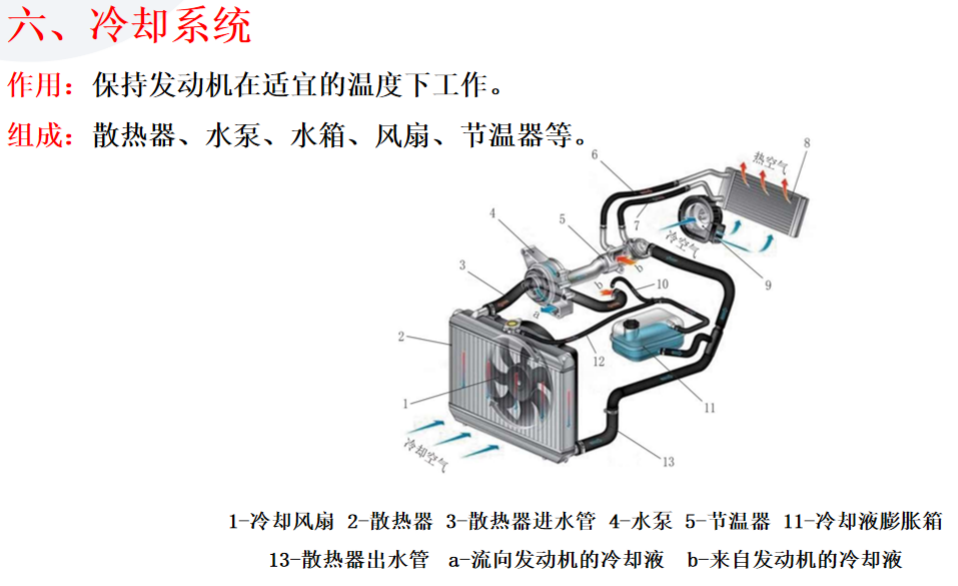 六、冷却系统
作用：保持发动机在适宜的温度下工作。
组成：散热器、水泵、水箱、风扇、节温器等。
8
热空气
6
7
冷空气
9
4
5
b
3
b
10
a
2
12
11
1
冷却空气
13
1-冷却风扇 2-散热器 3-散热器进水管 4-水泵 5-节温器 11-冷却液膨胀箱
13-散热器出水管 a-流向发动机的冷却液 b-来自发动机的冷却液